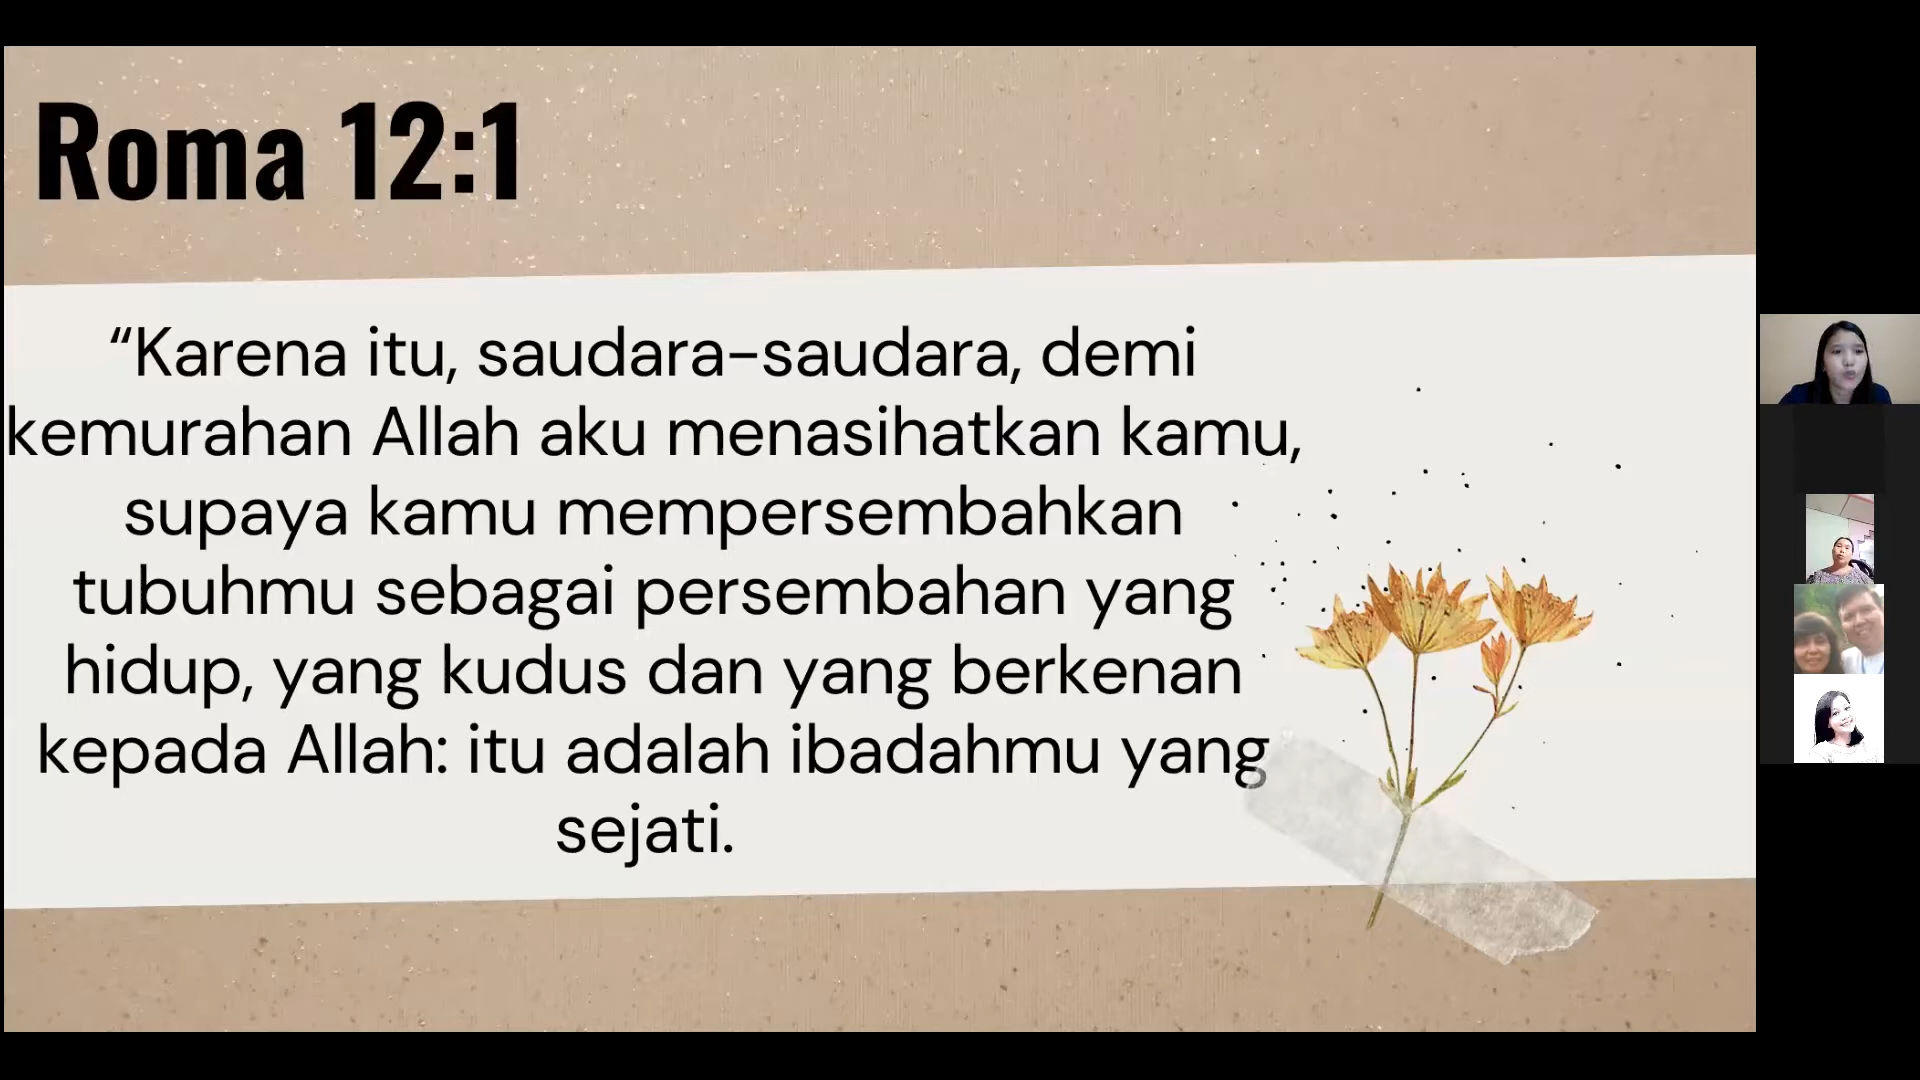 Roma 12:1
“Karena itu, saudara-saudara, demi
kemurahan Allah aku menasihatkan kamu,
supaya kamu mempersembahkan
tubuhmu sebagai persembahan yang
hidup, yang kudus dan yang berkenan
kepada Allah: itu adalah ibadahmu yang
sejati.